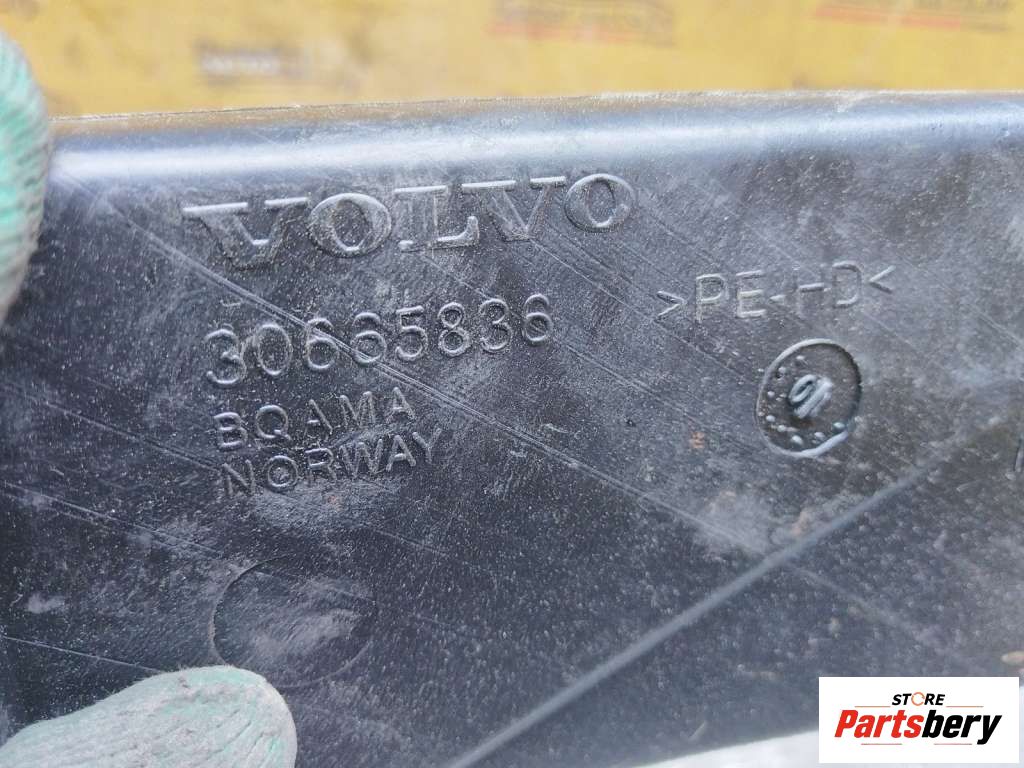 VOLVO
30665836
BQAMA
NORWAY
>PE-HD<
STORE
Partsbery